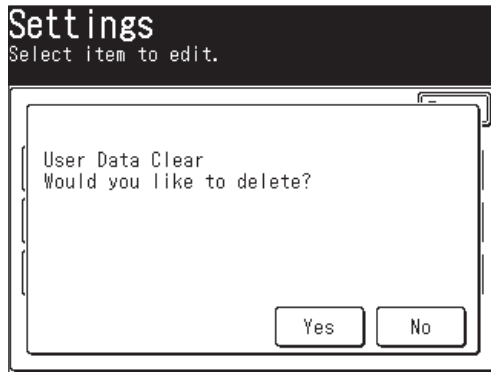 Settings
Select item to edit.
User Data Clear
Would you like to delete?
Yes
No